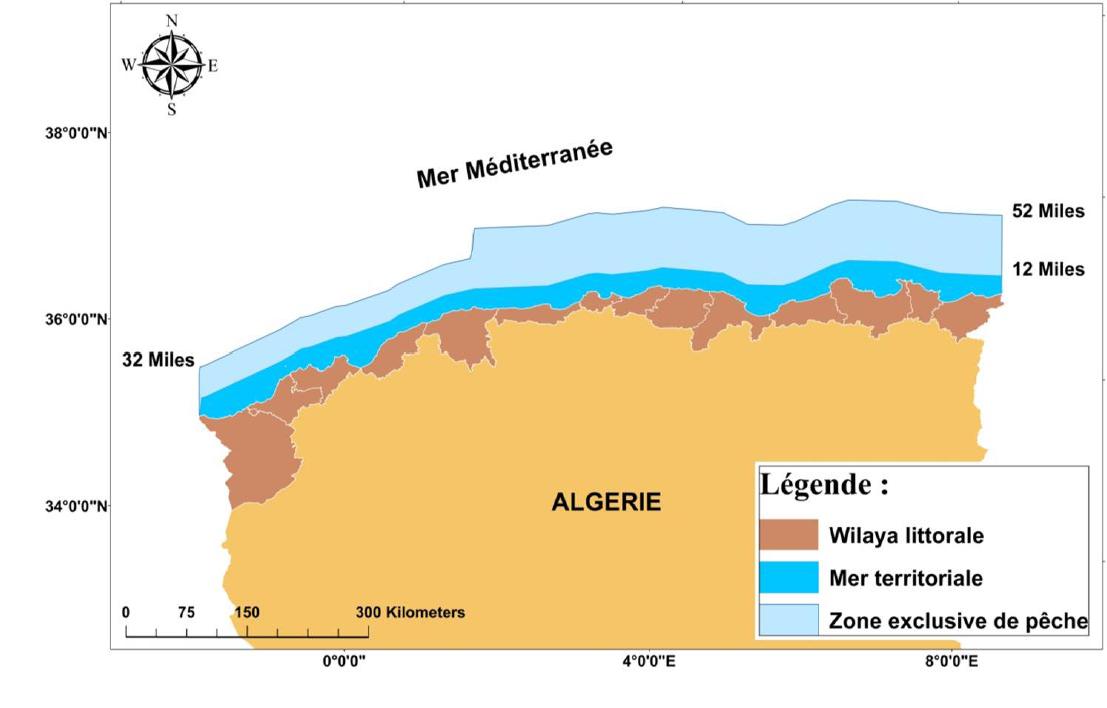 N
W E
S
38°0'0"N
Mer Méditerranée
52 Miles
12 Miles
36°0'0"N
32 Miles
34°0'0"N
ALGERIE
Légende :
Wilaya littorale
Mer territoriale
Zone exclusive de pêche
0 75 150 300 Kilometers
0°0'0" 4°0'0"E 8°0'0"E